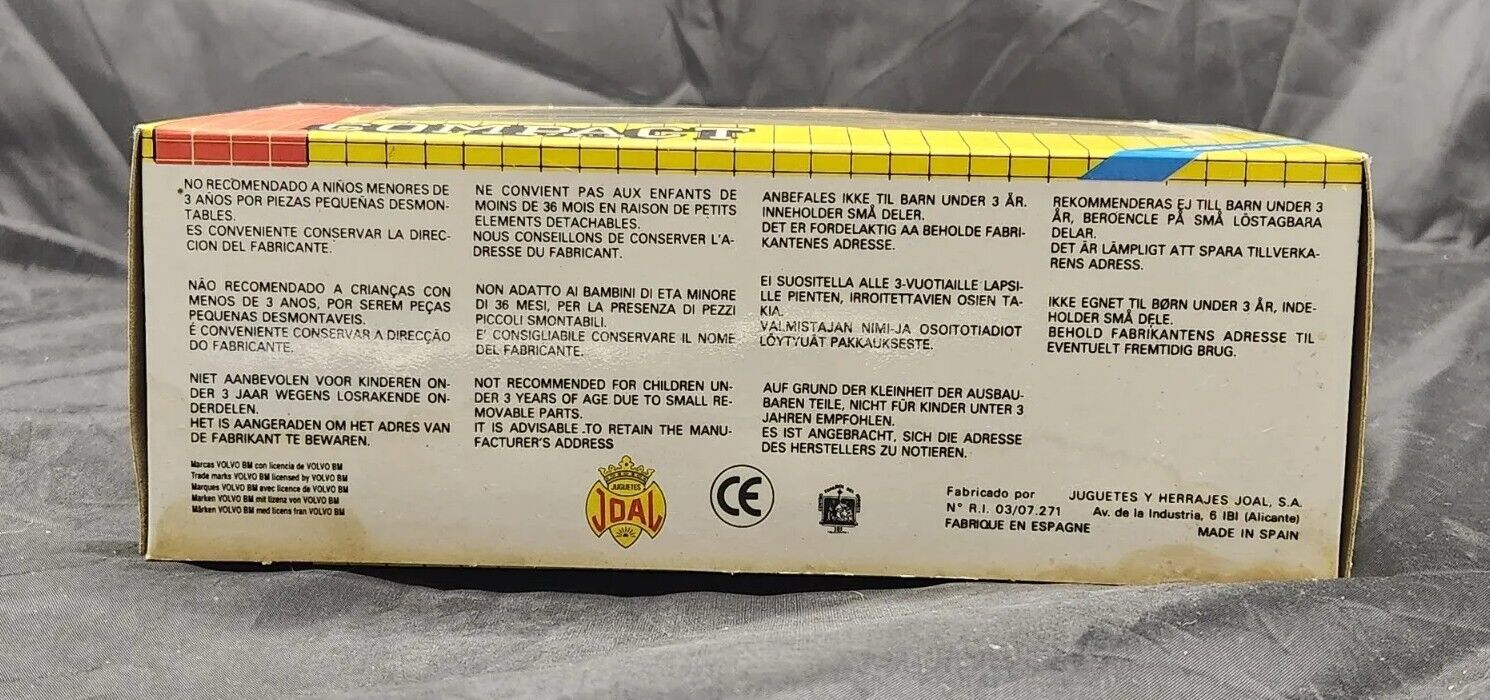 COMPACT
NO RECOMENDADO A NIÑOS MENORES DE
3 AÑOS POR PIEZAS PEQUEÑAS DESMON-
TABLES.
ES CONVENIENTE CONSERVAR LA DIREC-
CION DEL FABRICANTE.
NÃO RECOMENDADO A CRIANÇAS CON
MENOS DE 3 ANOS, POR SEREM PEÇAS
PEQUENAS DESMONTAVEIS.
É CONVENIENTE CONSERVAR A DIRECÇÃO
DO FABRICANTE.
NIET AANBEVOLEN VOOR KINDEREN ON-
DER 3 JAAR WEGENS LOSRAKENDE ON-
DERDELEN.
HET IS AANGERADEN OM HET ADRES VAN
DE FABRIKANT TE BEWAREN.
NE CONVIENT PAS AUX ENFANTS DE
MOINS DE 36 MOIS EN RAISON DE PETITS
ELEMENTS DETACHABLES.
NOUS CONSEILLONS DE CONSERVER L'A-
DRESSE DU FABRICANT.
NON ADATTO AI BAMBINI DI ETA MINORE
DI 36 MESI, PER LA PRESENZA DI PEZZI
PICCOLI SMONTABILI.
E' CONSIGLIABILE CONSERVARE IL NOME
DEL FABRICANTE.
NOT RECOMMENDED FOR CHILDREN UN-
DER 3 YEARS OF AGE DUE TO SMALL RE-
MOVABLE PARTS.
IT IS ADVISABLE TO RETAIN THE MANU-
FACTURER'S ADDRESS
ANBEFALES IKKE TIL BARN UNDER 3 ÅR.
INNEHOLDER SMÅ DELER.
DET ER FORDELAKTIG AA BEHOLDE FABRI-
KANTENES ADRESSE.
EI SUOSITELLA ALLE 3-VUOTIAILLE LAPSI-
LLE PIENTEN, IRROITETTAVIEN OSIEN TA-
KIA.
VALMISTAJAN NIMI-JA OSOITOTIADIOT
LÖYTYUÄT PAKKAUKSESTE.
AUF GRUND DER KLEINHEIT DER AUSBAU-
BAREN TEILE, NICHT FÜR KINDER UNTER 3
JAHREN EMPFOHLEN.
ES IST ANGEBRACHT, SICH DIE ADRESSE
DES HERSTELLERS ZU NOTIEREN.
REKOMMENDERAS EJ TILL BARN UNDER 3
ÅR, BEROENCLE PÅ SMÅ LÖSTAGBARA
DELAR.
DET ÄR LÄMPLIGT ATT SPARA TILLVERKA-
RENS ADRESS.
IKKE EGNET TIL BØRN UNDER 3 ÅR, INDE-
HOLDER SMÅ DELE.
BEHOLD FABRIKANTENS ADRESSE TIL
EVENTUELT FREMTIDIG BRUG.
Marcas VOLVO BM con licencia de VOLVO BM
Trade marks VOLVO BM licensed by VOLVO BM
Marques VOLVO BM avec licence de VOLVO BM
Marken VOLVO BM mit lizenz von VOLVO BM
Märken VOLVO BM med licens fran VOLVO BM
JUGUETES
JOAL
CE
Fabricado por
N° R.I. 03/07.271
FABRIQUE EN ESPAGNE
JUGUETES Y HERRAJES JOAL, S.A.
Av. de la Industria, 6 IBI (Alicante)
MADE IN SPAIN